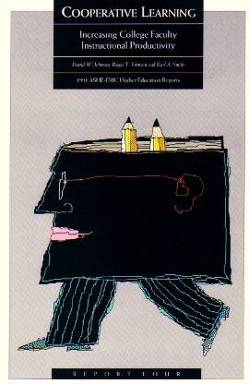 COOPERATIVE LEARNING
Increasing College Faculty
Instructional Productivity
David W. Johnson, Roger T. Johnson, and Karl A. Smith
1991 ASHE-ERIC Higher Education Reports
REPORT FOUR